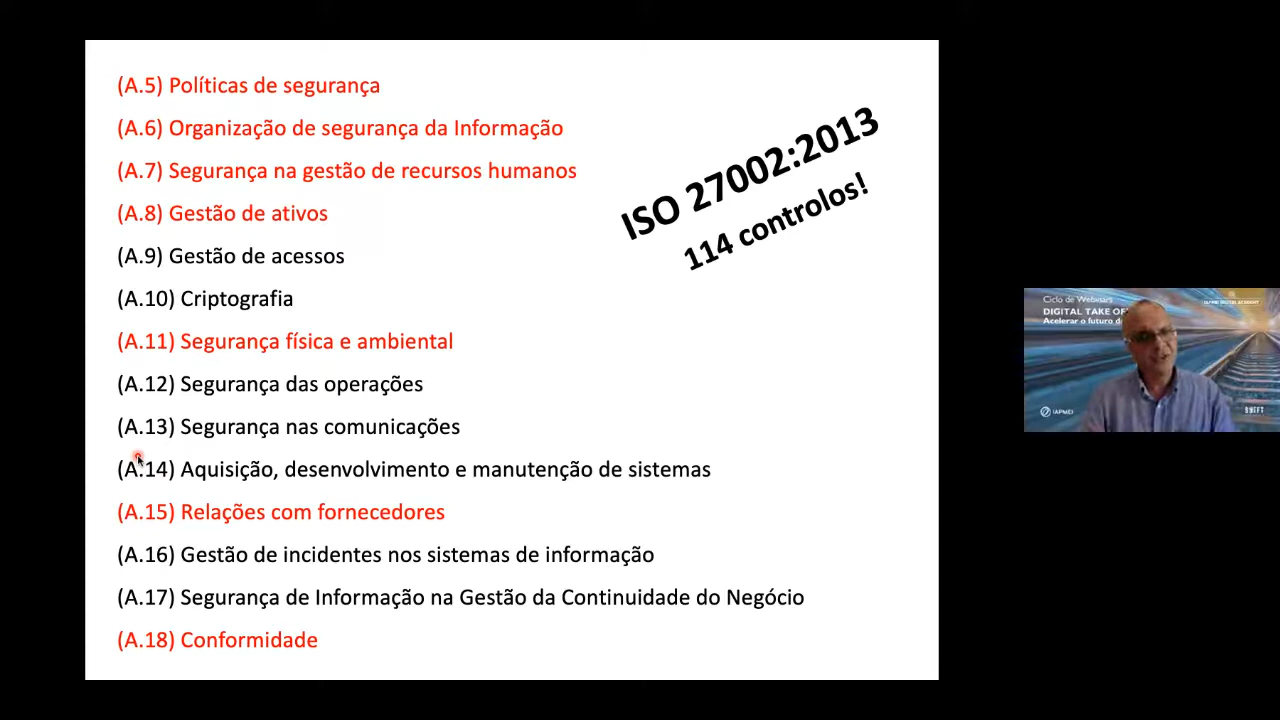 (A.5) Políticas de segurança
(A.6) Organização de segurança da Informação
(A.7) Segurança na gestão de recursos humanos
(A.8) Gestão de ativos
(A.9) Gestão de acessos
(A.10) Criptografia
(A.11) Segurança física e ambiental
(A.12) Segurança das operações
(A.13) Segurança nas comunicações
(A.14) Aquisição, desenvolvimento e manutenção de sistemas
(A.15) Relações com fornecedores
(A.16) Gestão de incidentes nos sistemas de informação
(A.17) Segurança de Informação na Gestão da Continuidade do Negócio
(A.18) Conformidade
ISO 27002:2013
114 controlos!
Ciclo de Webinars
DIGITAL TAKE OF
Acelerar o futuro d
IAPMEI
SHIFT